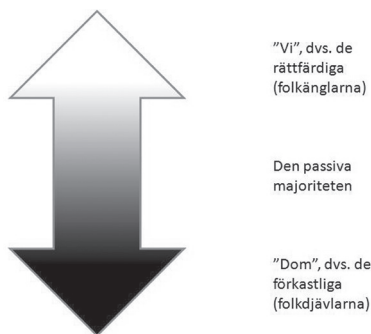 ”Vi”, dvs. de
rättfärdiga
(folkänglarna)
Den passiva
majoriteten
”Dom”, dvs. de
förkastliga
(folkdjävlarna)